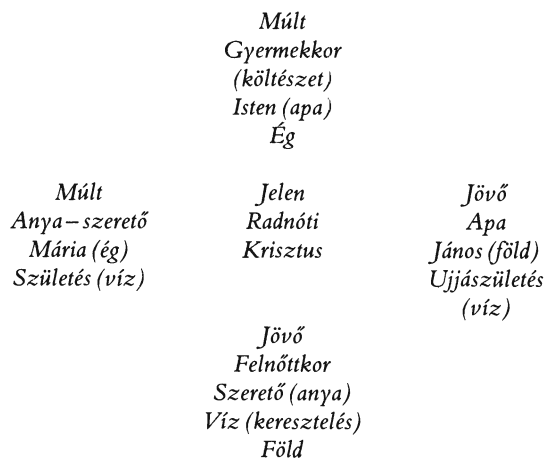 Múlt
Gyermekkor
(költészet)
Isten (apa)
Ég
Múlt
Anya–szerető
Mária (ég)
Születés (víz)
Jelen
Radnóti
Krisztus
Jövő
Apa
János (föld)
Ujjászületés
(víz)
Jövő
Felnőttkor
Szerető (anya)
Víz (keresztelés)
Föld